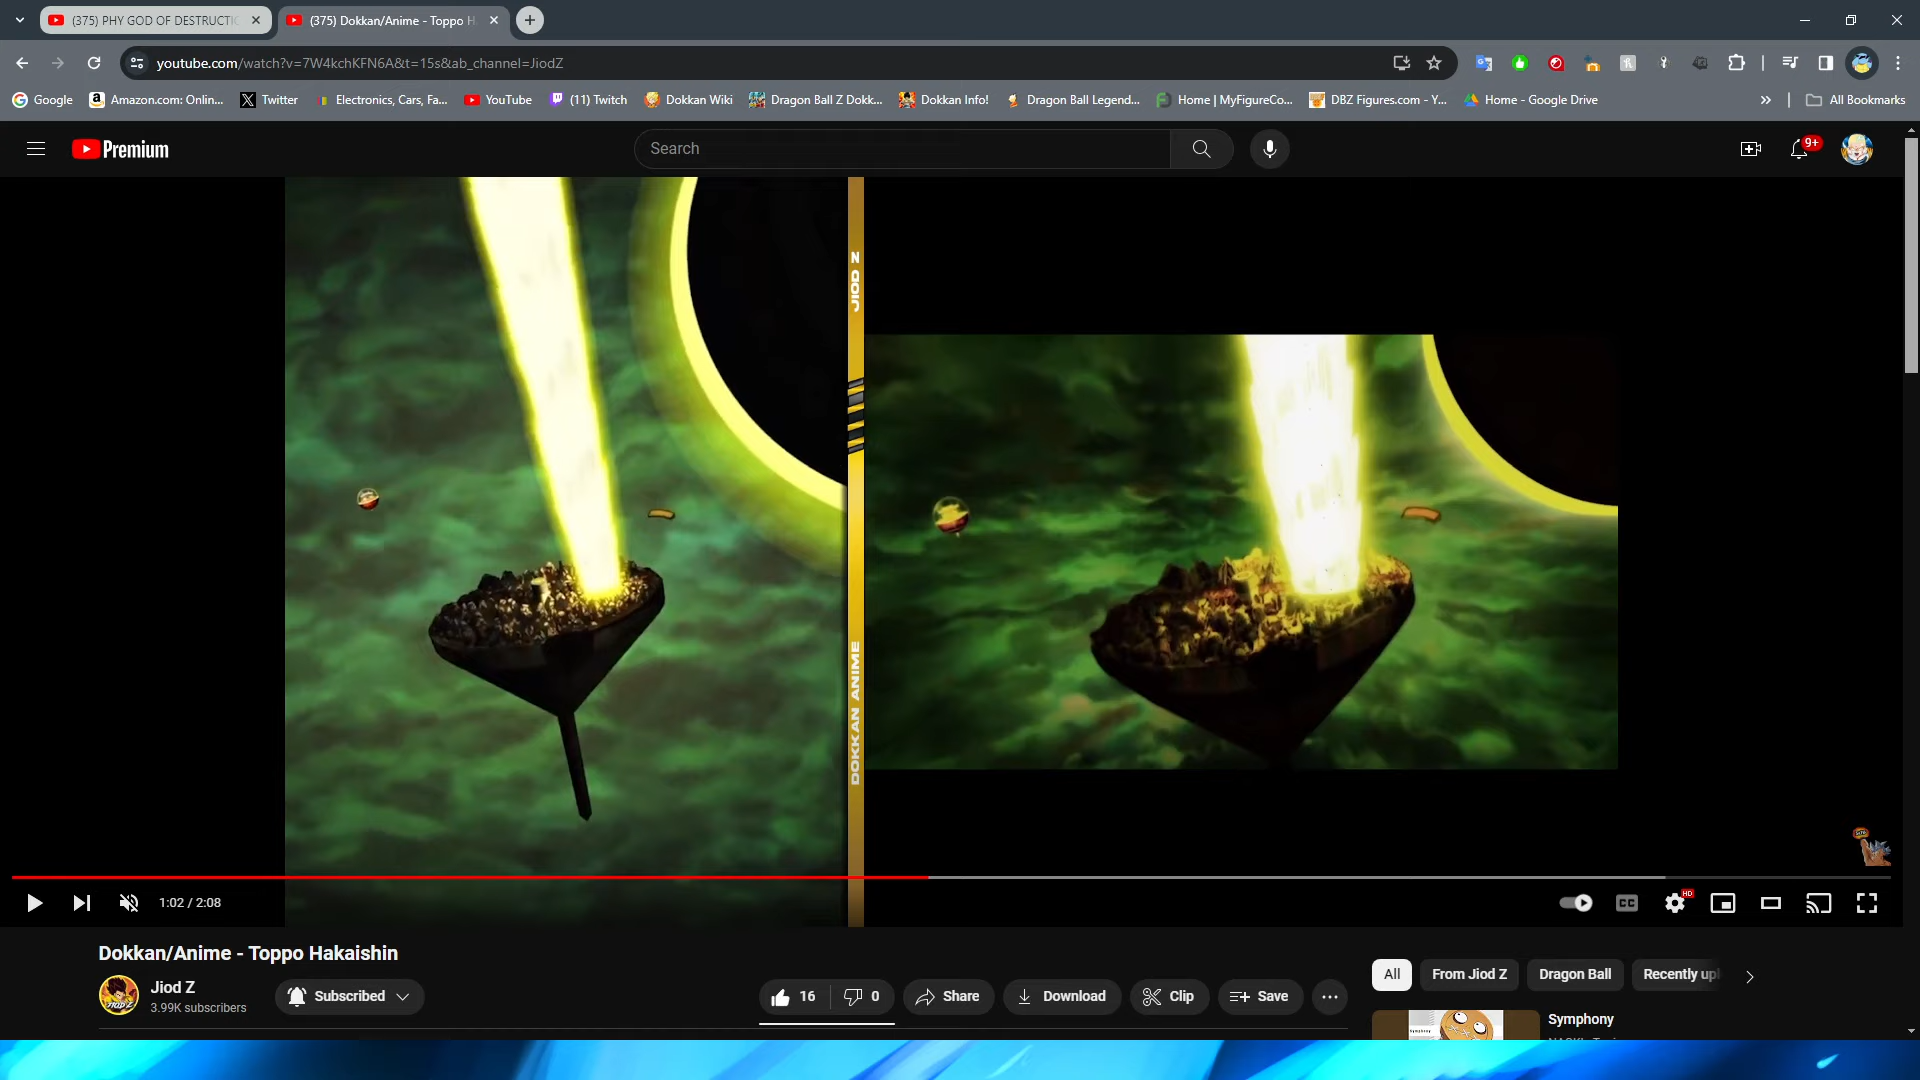 (375) PHY GOD OF DESTRUCTIO
(375) Dokkan/Anime - Toppo H
youtube.com/watch?v=7W4kchKFN6A&t=15s&ab_channel=JiodZ
Google
Amazon.com: Onlin...
Twitter
Electronics, Cars, Fa...
YouTube
(11) Twitch
Dokkan Wiki
Dragon Ball Z Dokk...
Dokkan Info!
Dragon Ball Legend...
Home | MyFigureCo...
DBZ Figures.com - Y...
Home - Google Drive
All Bookmarks
Premium
Search
9+
JIOD Z
DOKKAN ANIME
1:02 / 2:08
CC
HD
Dokkan/Anime - Toppo Hakaishin
Jiod Z
3.99K subscribers
Subscribed
16
0
Share
Download
Clip
Save
All
From Jiod Z
Dragon Ball
Recently upl
Symphony